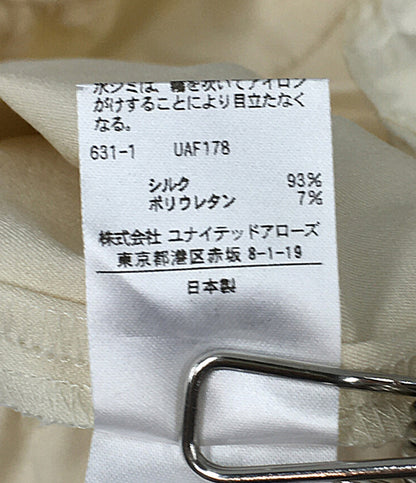 水ジミは、霧を吹いてアイロン
がけすることにより目立たなく
なる。
631-1 UAF178
シルク 93%
ポリウレタン 7%
株式会社 ユナイテッドアローズ
東京都港区赤坂 8-1-19
日本製